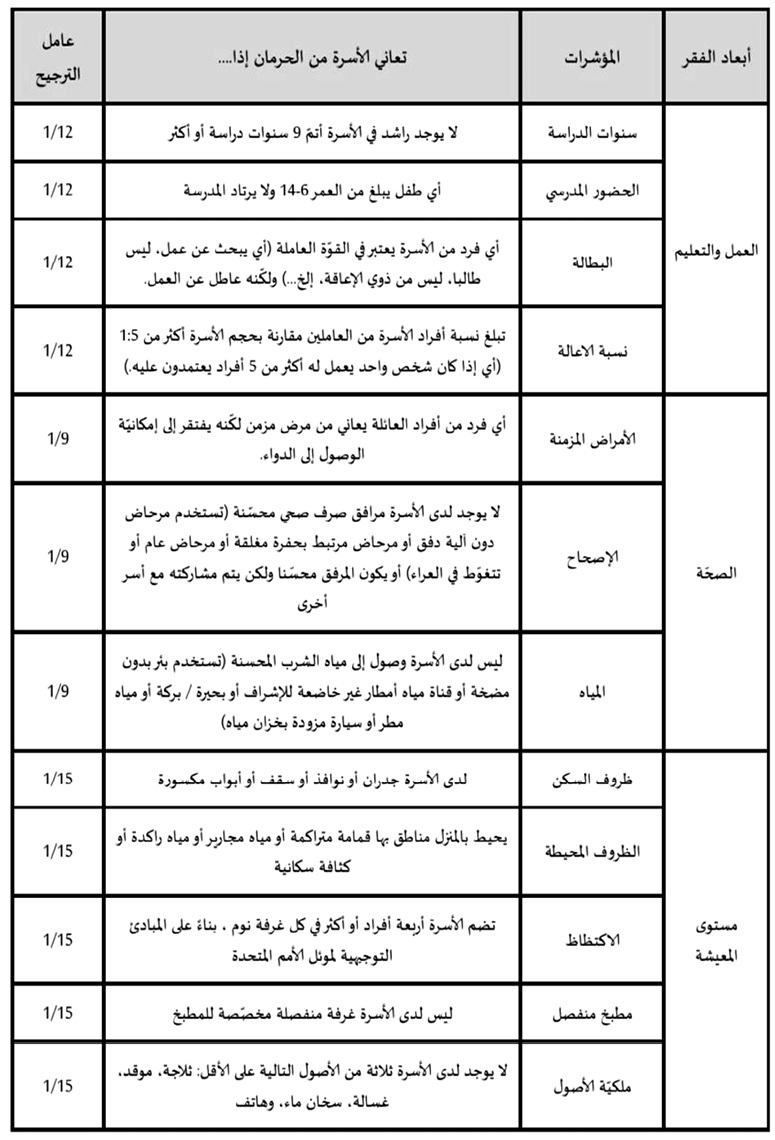 أبعاد الفقر
المؤشرات
تعاني الأسرة من الحرمان إذا....
عامل
الترجيح
العمل والتعليم
سنوات الدراسة
لا يوجد راشد في الأسرة أتمّ 9 سنوات دراسة أو أكثر
1/12
الحضور المدرسي
أي طفل يبلغ من العمر 6-14 ولا يرتاد المدرسة
1/12
البطالة
أي فرد من الأسرة يعتبر في القوّة العاملة (أي يبحث عن عمل، ليس
طالبا، ليس من ذوي الإعاقة، إلخ...) ولكنّه عاطل عن العمل.
1/12
نسبة الاعالة
تبلغ نسبة أفراد الأسرة من العاملين مقارنة بحجم الأسرة أكثر من 1:5
(أي إذا كان شخص واحد يعمل له أكثر من 5 أفراد يعتمدون عليه.)
1/12
الصحّة
الأمراض المزمنة
أي فرد من أفراد العائلة يعاني من مرض مزمن لكنّه يفتقر إلى إمكانيّة
الوصول إلى الدواء.
1/9
الإصحاح
لا يوجد لدى الأسرة مرافق صرف صحي محسّنة (تستخدم مرحاض
دون آلية دفق أو مرحاض مرتبط بحفرة مغلقة أو مرحاض عام أو
تتغوّط في العراء) أو يكون المرفق محسّنا ولكن يتم مشاركته مع أسر
أخرى
1/9
المياه
ليس لدى الأسرة وصول إلى مياه الشرب المحسنة (تستخدم بئر بدون
مضخة أو قناة مياه أمطار غير خاضعة للإشراف أو بحيرة / بركة أو مياه
مطر أو سيارة مزودة بخزان مياه)
1/9
مستوى
المعيشة
ظروف السكن
لدى الأسرة جدران أو نوافذ أو سقف أو أبواب مكسورة
1/15
الظروف المحيطة
يحيط بالمنزل مناطق بها قمامة متراكمة أو مياه مجارير أو مياه راكدة أو
كثافة سكانية
1/15
الاكتظاظ
تضم الأسرة أربعة أفراد أو أكثر في كل غرفة نوم ، بناءً على المبادئ
التوجيهية لموئل الأمم المتحدة
1/15
مطبخ منفصل
ليس لدى الأسرة غرفة منفصلة مخصّصة للمطبخ
1/15
ملكيّة الأصول
لا يوجد لدى الأسرة ثلاثة من الأصول التالية على الأقل: ثلاجة، موقد،
غسالة، سخان ماء، وهاتف
1/15